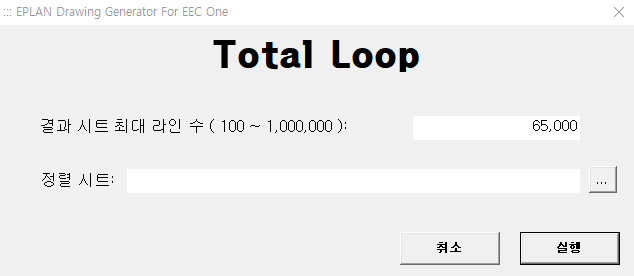 ::: EPLAN Drawing Generator For EEC One
Total Loop
결과 시트 최대 라인 수 ( 100 ~ 1,000,000 ): 65,000
정렬 시트: ...
취소 실행